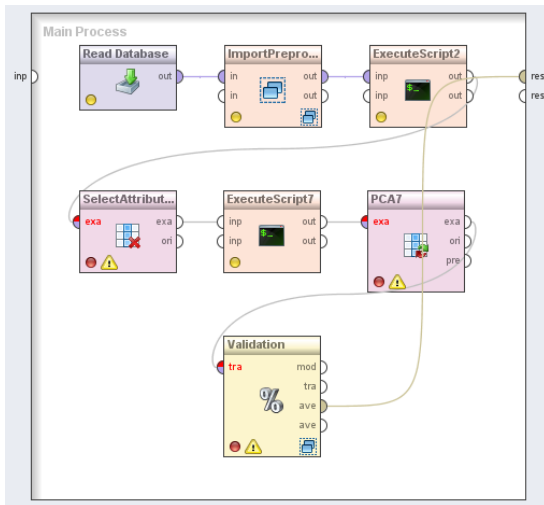 Main Process
Read Database
ImportPrepro...
ExecuteScript2
inp
out
in
out
inp
out
res
in
out
inp
out
res
SelectAttribut...
ExecuteScript7
PCA7
exa
exa
inp
out
exa
exa
ori
inp
out
ori
pre
Validation
tra
mod
tra
ave
ave